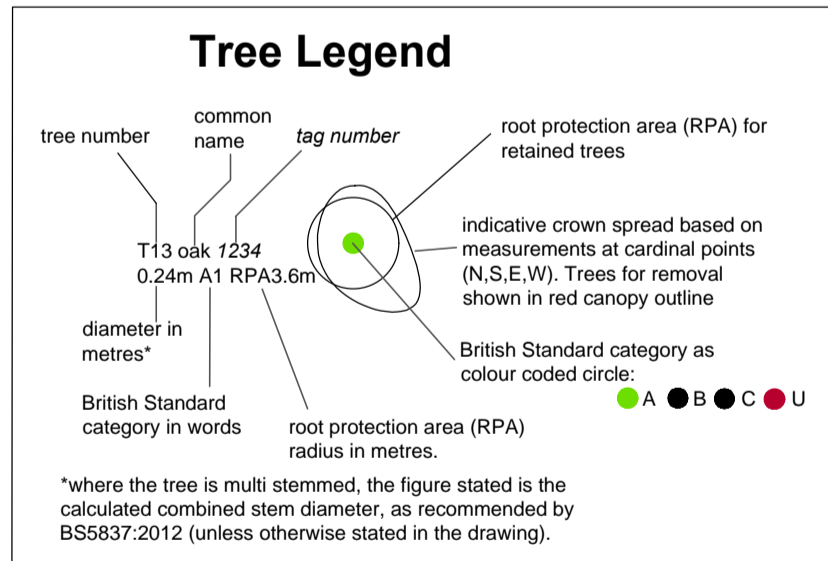 Tree Legend
common
name
tree number
tag number
root protection area (RPA) for
retained trees
T13 oak 1234
0.24m A1 RPA3.6m
indicative crown spread based on
measurements at cardinal points
(N,S,E,W). Trees for removal
shown in red canopy outline
diameter in
metres*
British Standard category as
colour coded circle:
A B C U
British Standard
category in words
root protection area (RPA)
radius in metres.
*where the tree is multi stemmed, the figure stated is the
calculated combined stem diameter, as recommended by
BS5837:2012 (unless otherwise stated in the drawing).